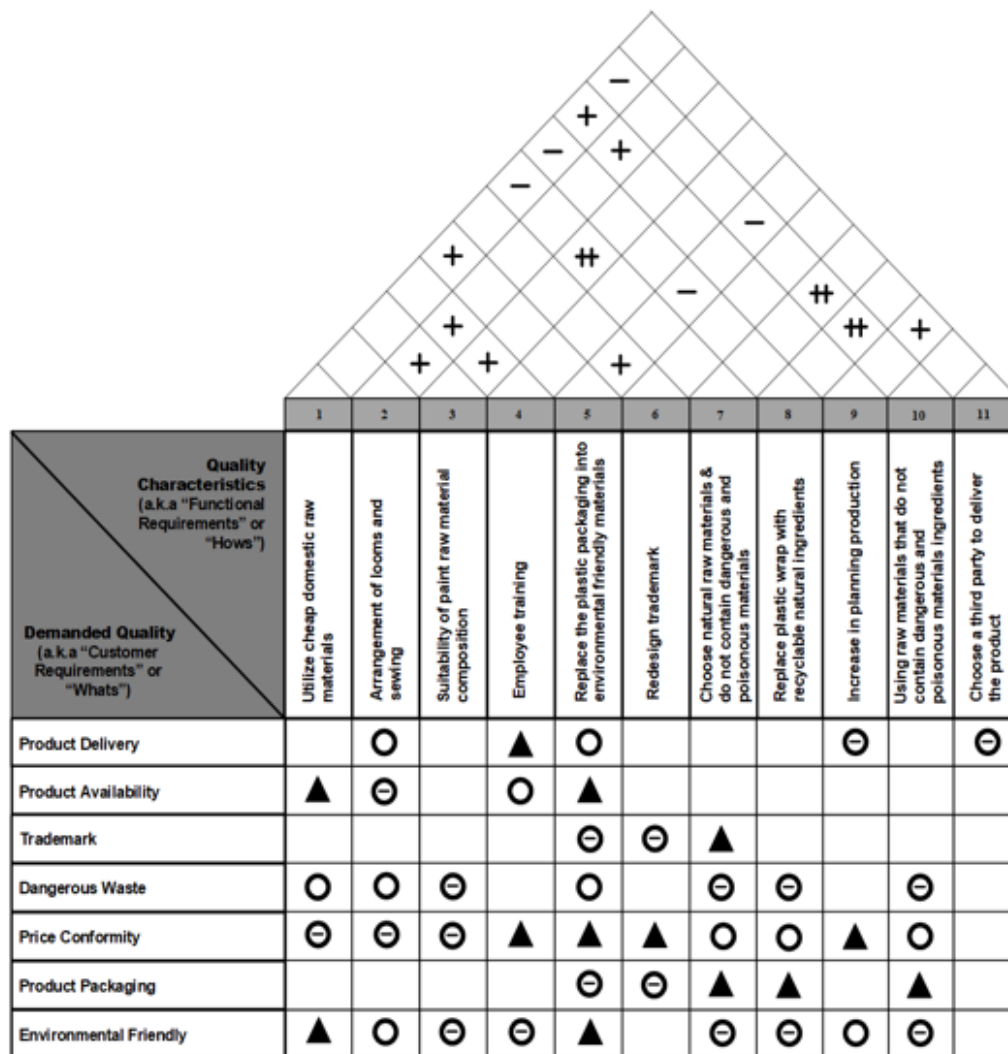 1 2 3 4 5 6 7 8 9 10 11
Quality
Characteristics
(a.k.a "Functional
Requirements" or
"Hows")
Demanded Quality
(a.k.a "Customer
Requirements" or
"Whats")
Utilize cheap domestic raw
materials
Arrangement of looms and
sewing
Suitability of paint raw material
composition
Employee training
Replace the plastic packaging into
environmental friendly materials
Redesign trademark
Choose natural raw materials &
do not contain dangerous and
poisonous materials
Replace plastic wrap with
recyclable natural ingredients
Increase in planning production
Using raw materials that do not
contain dangerous and
poisonous materials ingredients
Choose a third party to deliver
the product
Product Delivery
Product Availability
Trademark
Dangerous Waste
Price Conformity
Product Packaging
Environmental Friendly